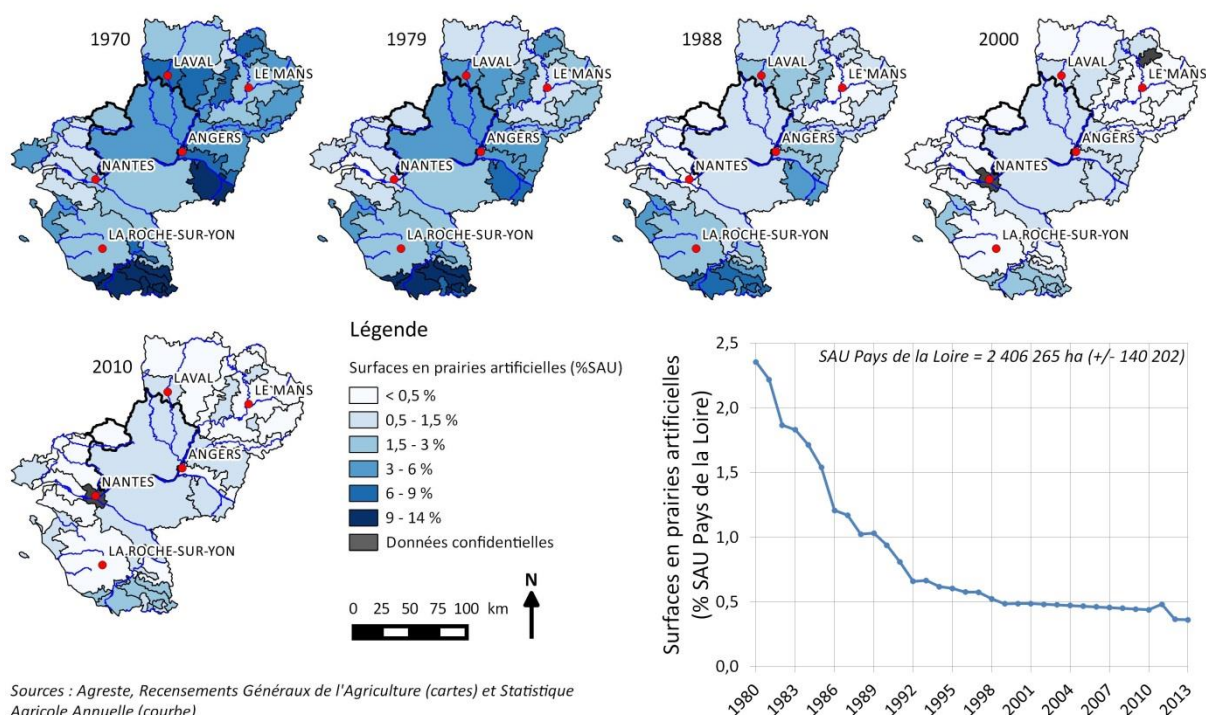 1970
LAVAL
LE MANS
ANGERS
NANTES
LA ROCHE-SUR-YON
1979
LAVAL
LE MANS
ANGERS
NANTES
LA ROCHE-SUR-YON
1988
LAVAL
LE MANS
ANGERS
NANTES
LA ROCHE-SUR-YON
2000
LAVAL
LE MANS
ANGERS
NANTES
LA ROCHE-SUR-YON
2010
LAVAL
LE MANS
ANGERS
NANTES
LA ROCHE-SUR-YON
Légende
Surfaces en prairies artificielles (%SAU)
< 0,5 %
0,5 - 1,5 %
1,5 - 3 %
3 - 6 %
6 - 9 %
9 - 14 %
Données confidentielles
N
0 25 50 75 100 km
Surfaces en prairies artificielles
(% SAU Pays de la Loire)
SAU Pays de la Loire = 2 406 265 ha (+/- 140 202)
2,5
2,0
1,5
1,0
0,5
0,0
1980 1983 1986 1989 1992 1995 1998 2001 2004 2007 2010 2013
Sources : Agreste, Recensements Généraux de l'Agriculture (cartes) et Statistique
Agricole Annuelle (courbe)